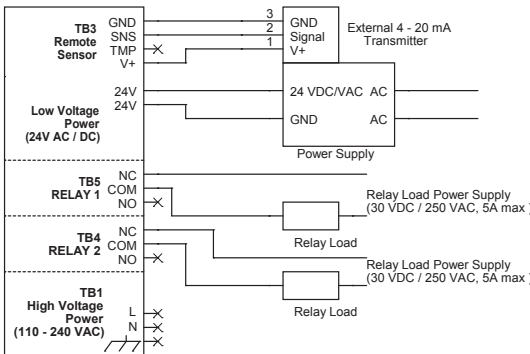 TB3
Remote
Sensor
GND
SNS
TMP
V+
3
2
1
GND
Signal
V+
External 4 - 20 mA
Transmitter
Low Voltage
Power
(24V AC / DC)
24V
24V
24 VDC/VAC AC
GND AC
Power Supply
TB5
RELAY 1
NC
COM
NO
Relay Load
Relay Load Power Supply
(30 VDC / 250 VAC, 5A max )
TB4
RELAY 2
NC
COM
NO
Relay Load
Relay Load Power Supply
(30 VDC / 250 VAC, 5A max )
TB1
High Voltage
Power
(110 - 240 VAC)
L
N